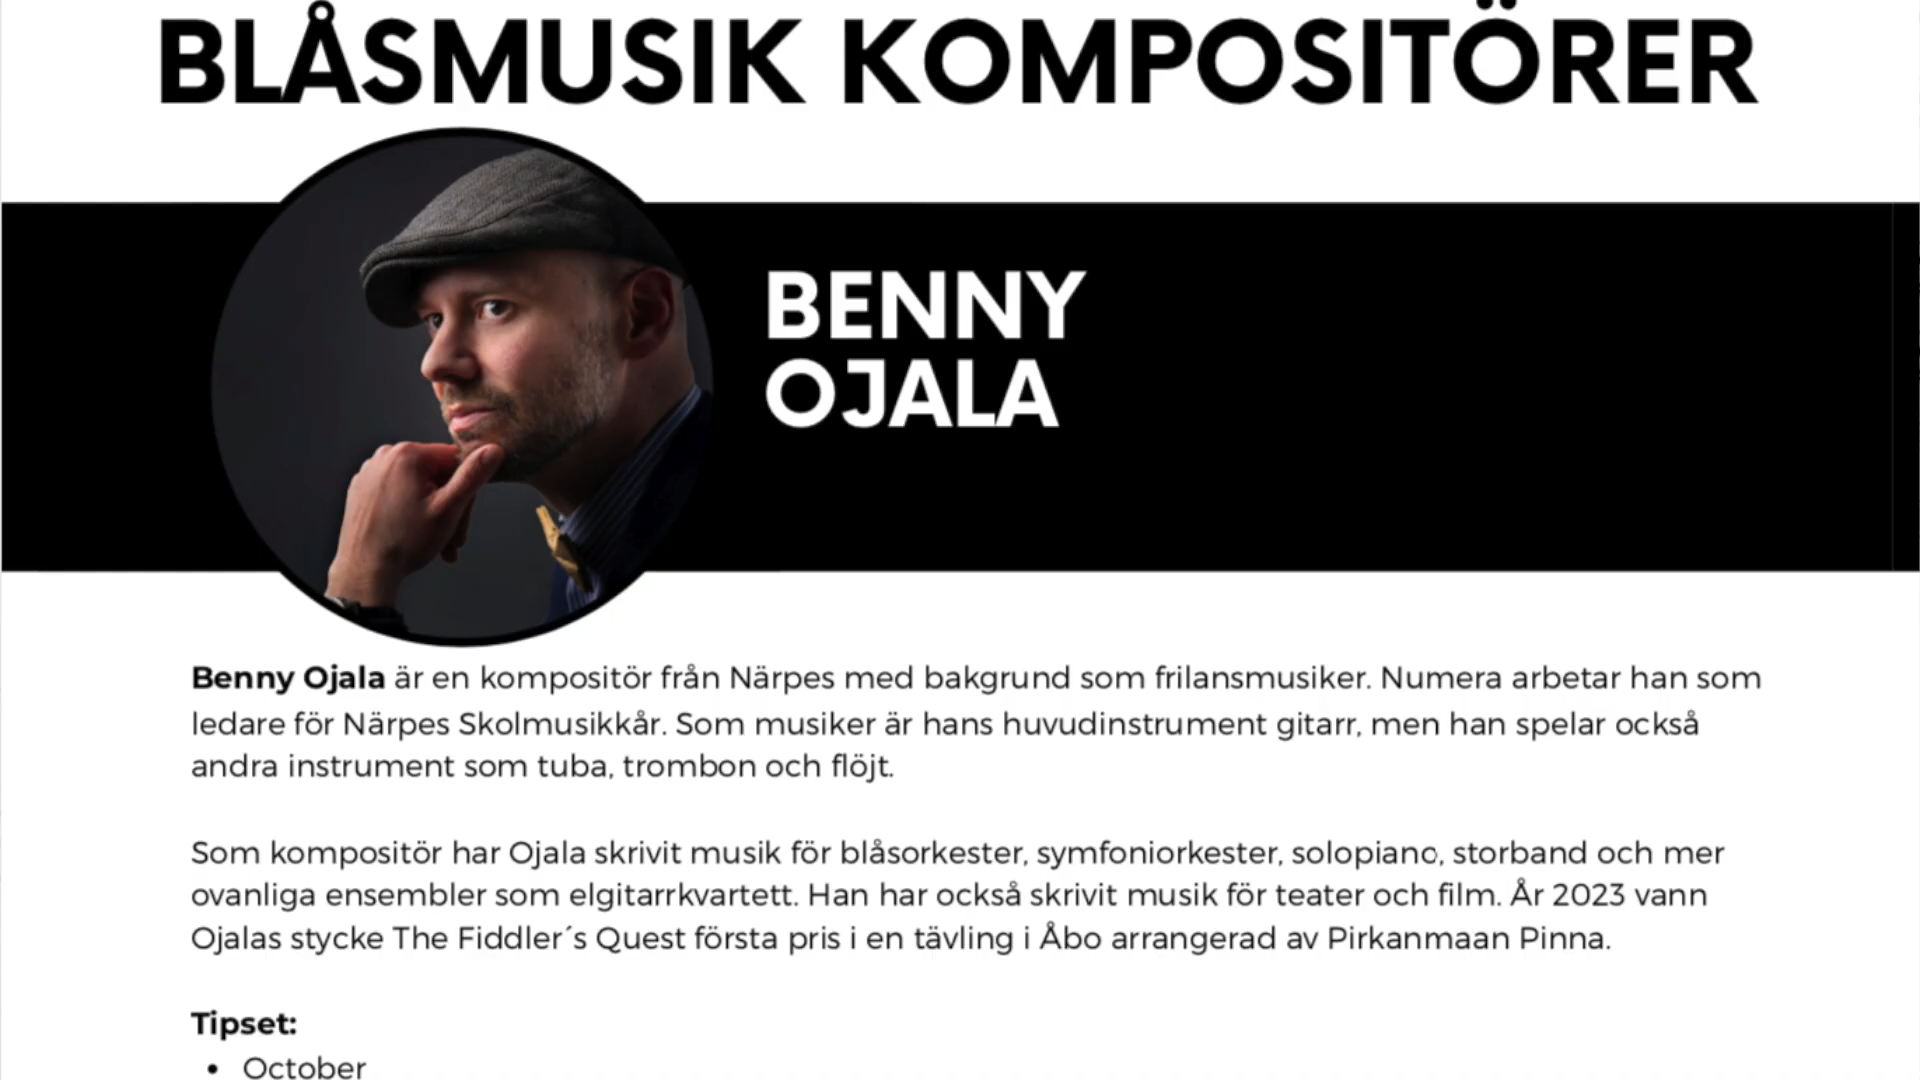 BLÅSMUSIK KOMPOSITÖRER
BENNY
OJALA
Benny Ojala är en kompositör från Närpes med bakgrund som frilansmusiker. Numera arbetar han som
ledare för Närpes Skolmusikkår. Som musiker är hans huvudinstrument gitarr, men han spelar också
andra instrument som tuba, trombon och flöjt.
Som kompositör har Ojala skrivit musik för blåsorkester, symfoniorkester, solopiano, storband och mer
ovanliga ensembler som elgitarrkvartett. Han har också skrivit musik för teater och film. År 2023 vann
Ojalas stycke The Fiddler´s Quest första pris i en tävling i Åbo arrangerad av Pirkanmaan Pinna.
Tipset:
• October